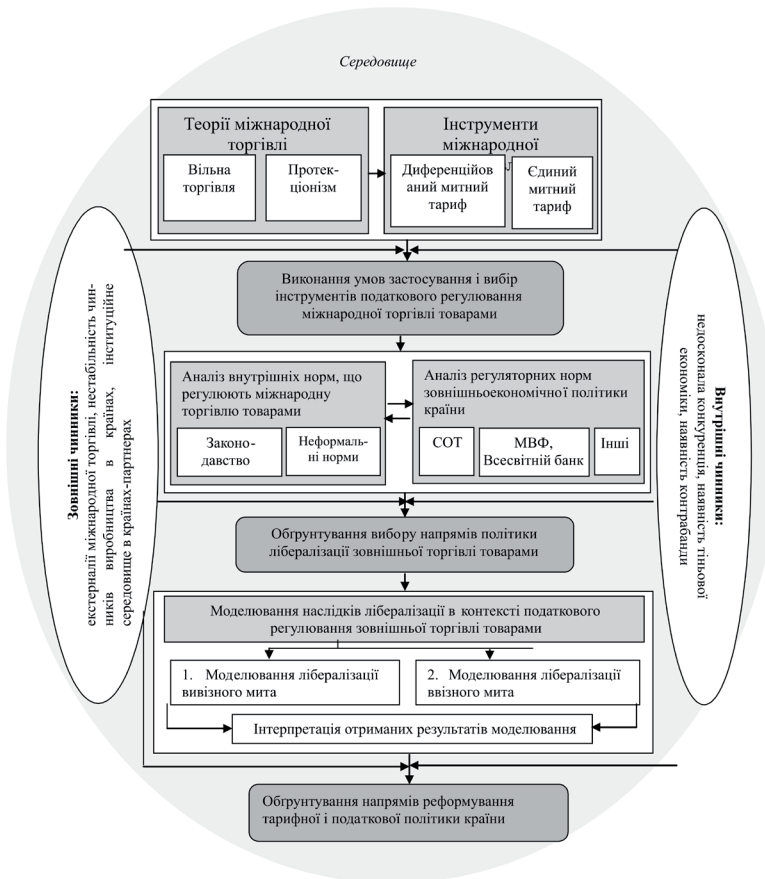 Середовище
Теорії міжнародної
торгівлі
Вільна
торгівля
Протек-
ціонізм
Інструменти
міжнародної
Диференційов
аний митний
тариф
Єдиний
митний
тариф
Зовнішні чинники:
екстерналії міжнародної торгівлі, нестабільність чин-
ників виробництва в країнах, інституційне
середовище в країнах-партнерах
Внутрішні чинники:
недосконала конкуренція, наявність тіньової
економіки, наявність контрабанди
Виконання умов застосування і вибір
інструментів податкового регулювання
міжнародної торгівлі товарами
Аналіз внутрішніх норм, що
регулюють міжнародну
торгівлю товарами
Законо-
давство
Неформаль-
ні норми
Аналіз регуляторних норм
зовнішньоекономічної політики
країни
СОТ
МВФ,
Всесвітній банк
Інші
Обґрунтування вибору напрямів політики
лібералізації зовнішньої торгівлі товарами
Моделювання наслідків лібералізації в контексті податкового
регулювання зовнішньої торгівлі товарами
1. Моделювання лібералізації
вивізного мита
2. Моделювання лібералізації
ввізного мита
Інтерпретація отриманих результатів моделювання
Обґрунтування напрямів реформування
тарифної і податкової політики країни